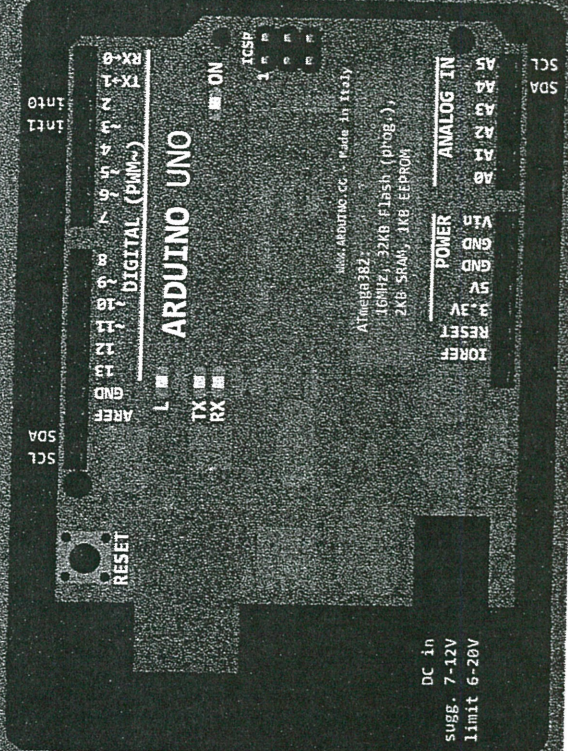 SCL
SDA
AREF
GND
13
12
~11
~10
~9
8
7
~6
~5
4
~3
2
TX→1
RX←0
int1
int0
DIGITAL (PWM~)
ARDUINO UNO
L
TX
RX
ON
ICSP
1
RESET
WWW.ARDUINO.CC - Made in Italy
ATmega382,
16MHz, 32KB Flash (prog.),
2KB SRAM, 1KB EEPROM
POWER
ANALOG IN
IOREF
RESET
3.3V
5V
GND
GND
Vin
A0
A1
A2
A3
A4
A5
SDA
SCL
DC in
sugg. 7-12V
limit 6-20V